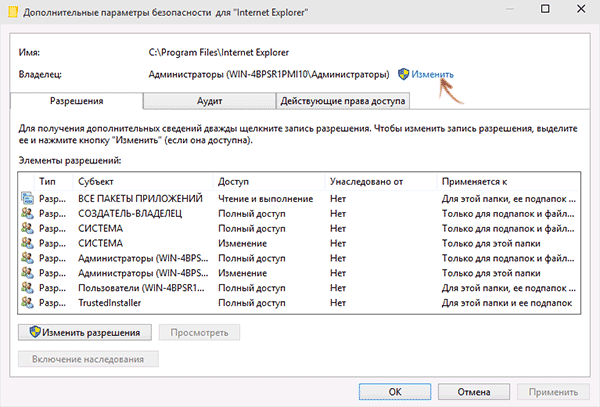 Дополнительные параметры безопасности для "Internet Explorer"
Имя: C:\Program Files\Internet Explorer
Владелец: Администраторы (WIN-4BPSR1PMI10\Администраторы) Изменить
Разрешения Аудит Действующие права доступа
Для получения дополнительных сведений дважды щелкните запись разрешения. Чтобы изменить запись разрешения, выделите
ее и нажмите кнопку "Изменить" (если она доступна).
Элементы разрешений:
Тип Субъект Доступ Унаследовано от Применяется к
Разр... ВСЕ ПАКЕТЫ ПРИЛОЖЕНИЙ Чтение и выполнение Нет Для этой папки, ее подпапок ...
Разр... СОЗДАТЕЛЬ-ВЛАДЕЛЕЦ Полный доступ Нет Только для подпапок и файл...
Разр... СИСТЕМА Полный доступ Нет Только для подпапок и файл...
Разр... СИСТЕМА Изменение Нет Только для этой папки
Разр... Администраторы (WIN-4BPS... Полный доступ Нет Только для подпапок и файл...
Разр... Администраторы (WIN-4BPS... Изменение Нет Только для этой папки
Разр... Пользователи (WIN-4BPSR1... Полный доступ Нет Для этой папки, ее подпапок ...
Разр... TrustedInstaller Полный доступ Нет Для этой папки и ее подпапок
Изменить разрешения Просмотреть
Включение наследования
ОК Отмена Применить